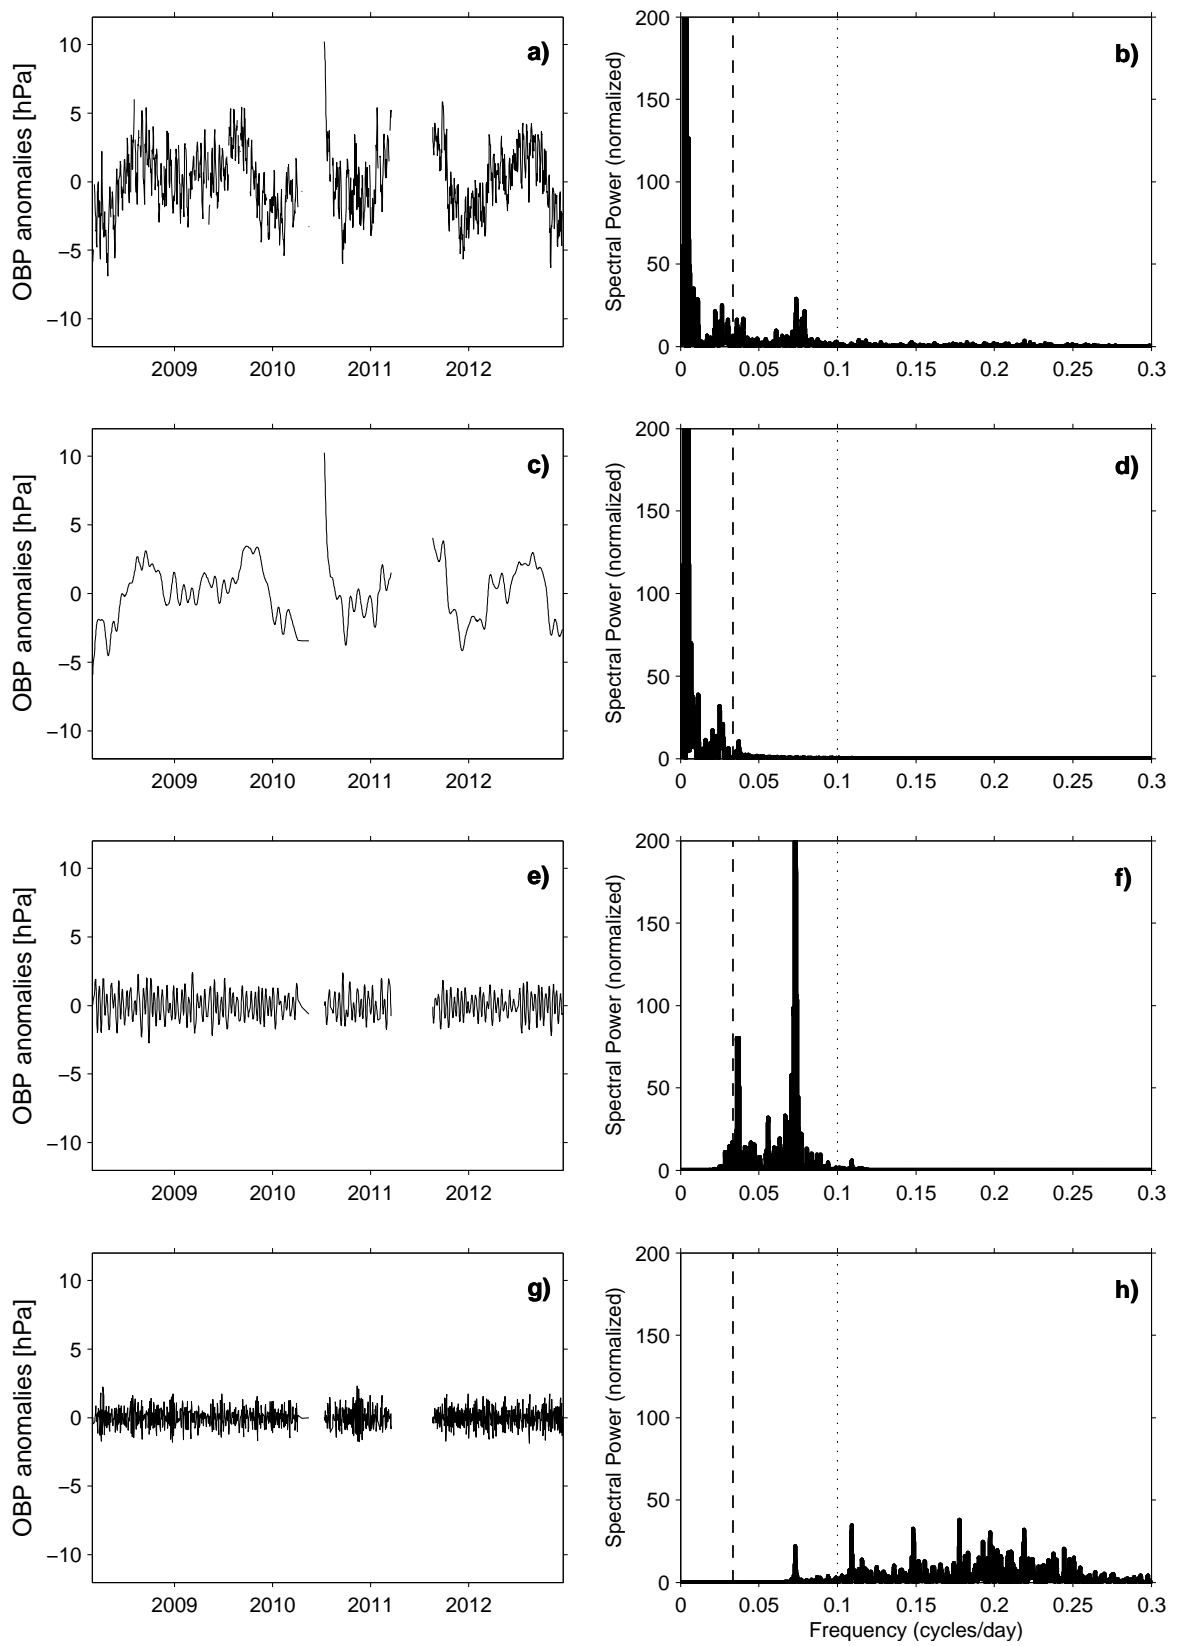 a)
OBP anomalies [hPa]
10
5
0
−5
−10
2009 2010 2011 2012
b)
Spectral Power (normalized)
200
150
100
50
0
0 0.05 0.1 0.15 0.2 0.25 0.3
c)
OBP anomalies [hPa]
10
5
0
−5
−10
2009 2010 2011 2012
d)
Spectral Power (normalized)
200
150
100
50
0
0 0.05 0.1 0.15 0.2 0.25 0.3
e)
OBP anomalies [hPa]
10
5
0
−5
−10
2009 2010 2011 2012
f)
Spectral Power (normalized)
200
150
100
50
0
0 0.05 0.1 0.15 0.2 0.25 0.3
g)
OBP anomalies [hPa]
10
5
0
−5
−10
2009 2010 2011 2012
h)
Spectral Power (normalized)
200
150
100
50
0
0 0.05 0.1 0.15 0.2 0.25 0.3
Frequency (cycles/day)